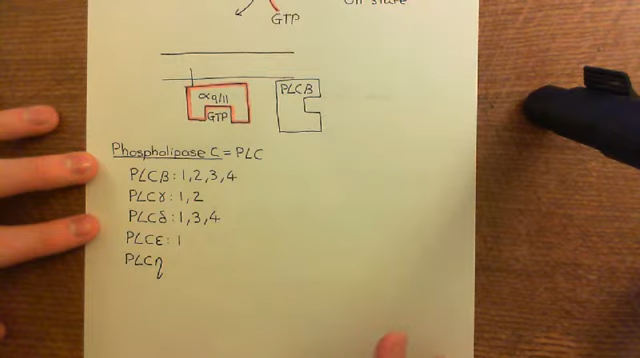 GTP
On state
αq/11
GTP
PLCβ
Phospholipase C = PLC
PLCβ: 1, 2, 3, 4
PLCγ: 1, 2
PLCδ: 1, 3, 4
PLCε: 1
PLCη